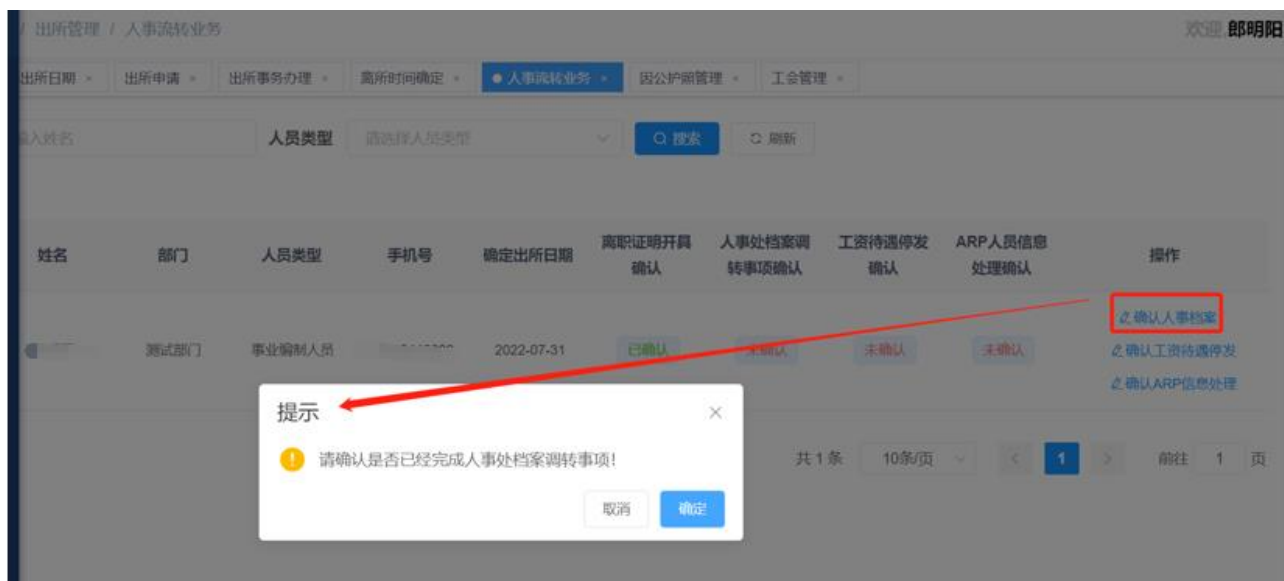 / 出所管理 / 人事流转业务
欢迎,郎明阳
出所日期 × 出所申请 × 出所事务办理 × 离所时间确定 × ● 人事流转业务 × 因公护照管理 × 工会管理 ×
输入姓名 人员类型 请选择人员类型 搜索 刷新
姓名 部门 人员类型 手机号 确定出所日期 离职证明开具 人事处档案调 工资待遇停发 ARP人员信息 操作
确认 转事项确认 确认 处理确认
确认人事档案
测试部门 事业编制人员 2022-07-31 已确认 未确认 未确认 未确认 确认工资待遇停发
确认ARP信息处理
提示 ×
请确认是否已经完成人事处档案调转事项!
共 1 条 10条/页 < 1 > 前往 1 页
取消 确定